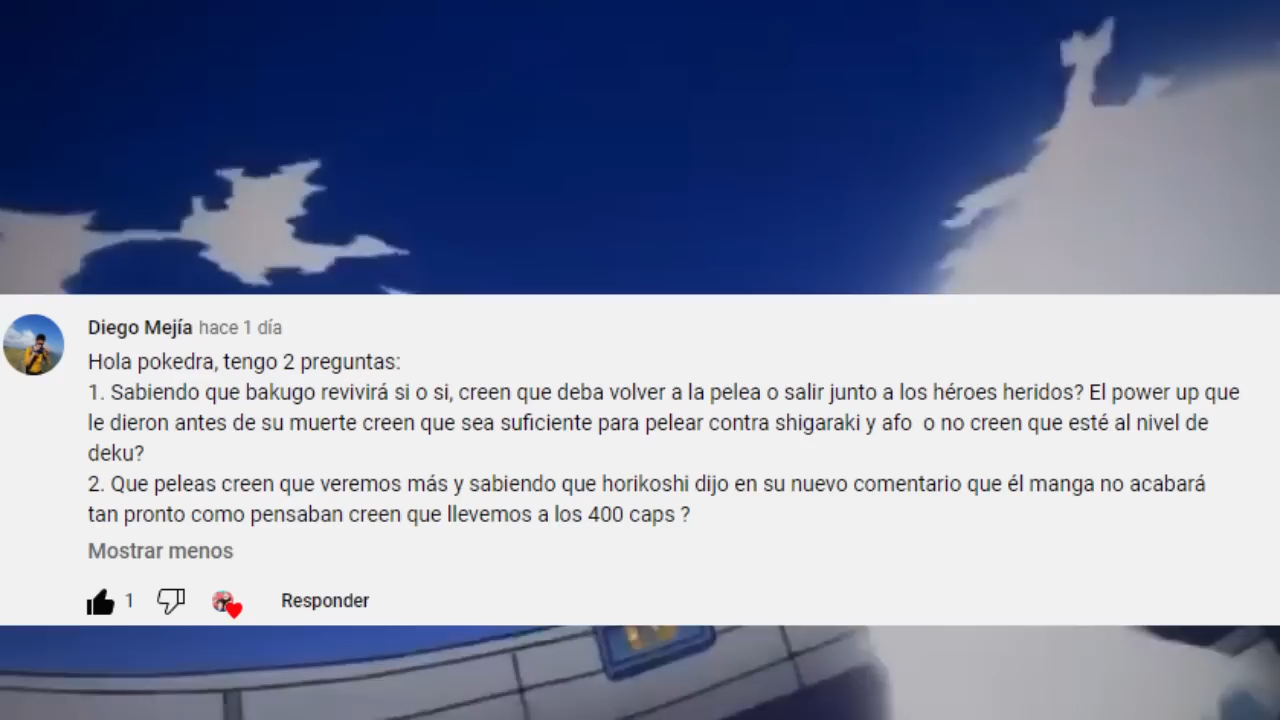 Diego Mejía hace 1 día
Hola pokedra, tengo 2 preguntas:
1. Sabiendo que bakugo revivirá si o si, creen que deba volver a la pelea o salir junto a los héroes heridos? El power up que
le dieron antes de su muerte creen que sea suficiente para pelear contra shigaraki y afo  o no creen que esté al nivel de
deku?
2. Que peleas creen que veremos más y sabiendo que horikoshi dijo en su nuevo comentario que él manga no acabará
tan pronto como pensaban creen que llevemos a los 400 caps ?
Mostrar menos
1 Responder